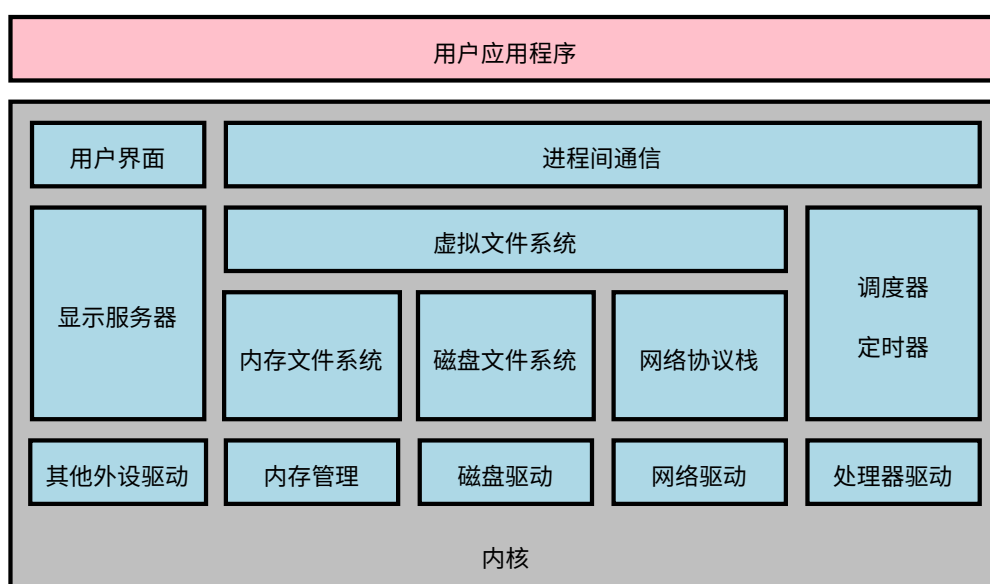 用户应用程序
用户界面
进程间通信
显示服务器
虚拟文件系统
调度器
定时器
内存文件系统
磁盘文件系统
网络协议栈
其他外设驱动
内存管理
磁盘驱动
网络驱动
处理器驱动
内核